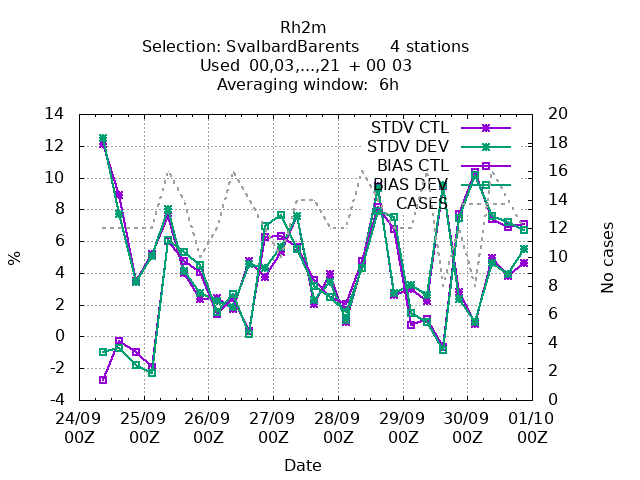 Rh2m
Selection: SvalbardBarents 4 stations
Used 00,03,...,21 + 00 03
Averaging window: 6h
14 20
12 18
10 16
8 14
6 12
4 10
2 8
0 6
-2 4
-4 2
0
STDV CTL
STDV DEV
BIAS CTL
BIAS DEV
CASES
%
No cases
24/09 25/09 26/09 27/09 28/09 29/09 30/09 01/10
00Z 00Z 00Z 00Z 00Z 00Z 00Z 00Z
Date